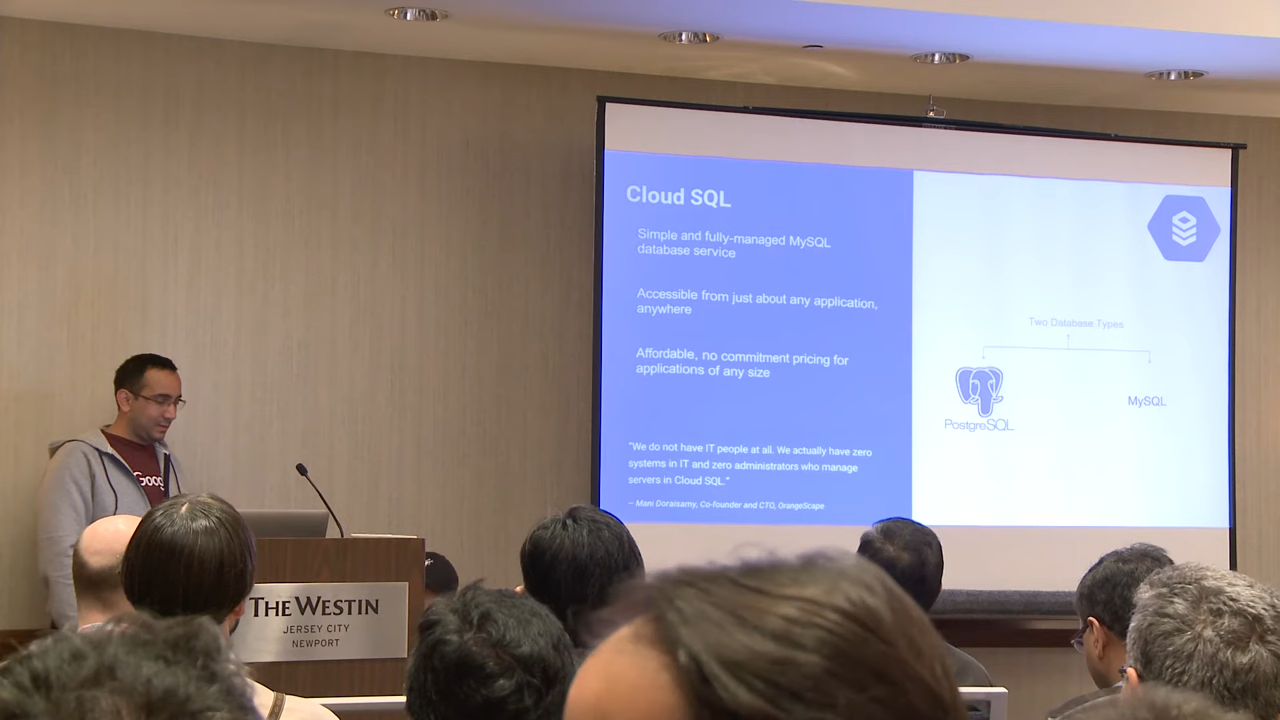 Cloud SQL
Simple and fully-managed MySQL
database service
Accessible from just about any application,
anywhere
Affordable, no commitment pricing for
applications of any size
"We do not have IT people at all. We actually have zero
systems in IT and zero administrators who manage
servers in Cloud SQL."
-- Mani Doraisamy, Co-founder and CTO, OrangeScape
Two Database Types
PostgreSQL
MySQL
Goog
THE WESTIN
JERSEY CITY
NEWPORT